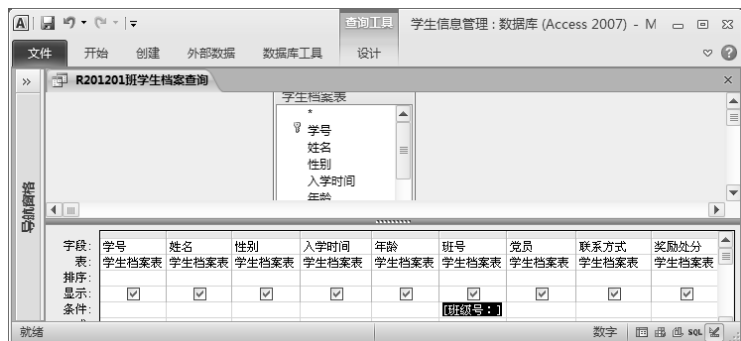 查询工具 学生信息管理:数据库 (Access 2007) - M
文件 开始 创建 外部数据 数据库工具 设计
R201201班学生档案查询
导航窗格
学生档案表
*
学号
姓名
性别
入学时间
年龄
字段: 学号 姓名 性别 入学时间 年龄 班号 党员 联系方式 奖励处分
表: 学生档案表 学生档案表 学生档案表 学生档案表 学生档案表 学生档案表 学生档案表 学生档案表 学生档案表
排序:
显示:
条件: [班级号:]
就绪 数字 SQL